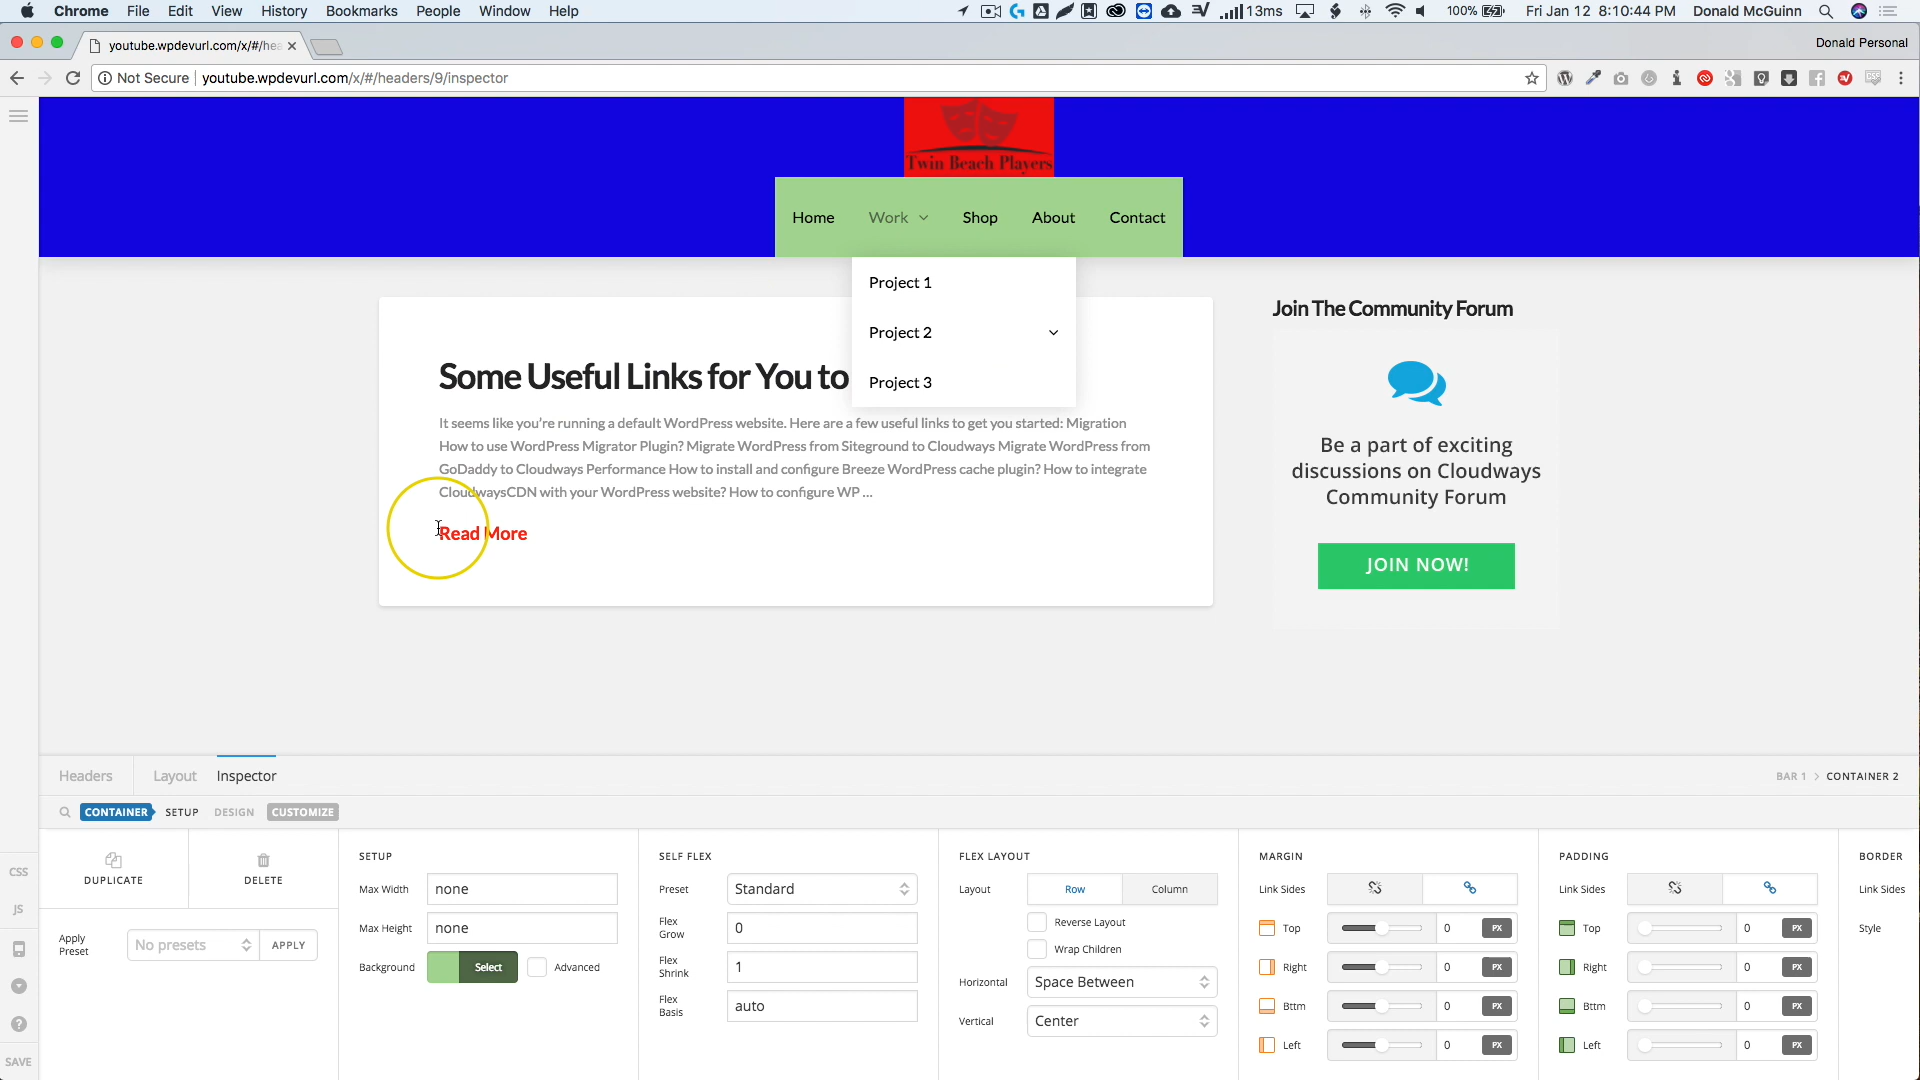 Chrome File Edit View History Bookmarks People Window Help 13ms 100% Fri Jan 12 8:10:44 PM Donald McGuinn
youtube.wpdevurl.com/x/#/hea Donald Personal
Not Secure youtube.wpdevurl.com/x/#/headers/9/inspector
Twin Beach Players
Home Work Shop About Contact
Project 1
Project 2
Project 3
Some Useful Links for You to
It seems like you're running a default WordPress website. Here are a few useful links to get you started: Migration
How to use WordPress Migrator Plugin? Migrate WordPress from Siteground to Cloudways Migrate WordPress from
GoDaddy to Cloudways Performance How to install and configure Breeze WordPress cache plugin? How to integrate
CloudwaysCDN with your WordPress website? How to configure WP ...
Read More
Join The Community Forum
Be a part of exciting
discussions on Cloudways
Community Forum
JOIN NOW!
Headers Layout Inspector BAR 1 > CONTAINER 2
CONTAINER SETUP DESIGN CUSTOMIZE
CSS
JS
?
SAVE
DUPLICATE DELETE
Apply
Preset
No presets APPLY
SETUP
Max Width none
Max Height none
Background Select Advanced
SELF FLEX
Preset Standard
Flex
Grow
0
Flex
Shrink
1
Flex
Basis
auto
FLEX LAYOUT
Layout Row Column
Reverse Layout
Wrap Children
Horizontal Space Between
Vertical Center
MARGIN
Link Sides
Top 0 PX
Right 0 PX
Bttm 0 PX
Left 0 PX
PADDING
Link Sides
Top 0 PX
Right 0 PX
Bttm 0 PX
Left 0 PX
BORDER
Link Sides
Style